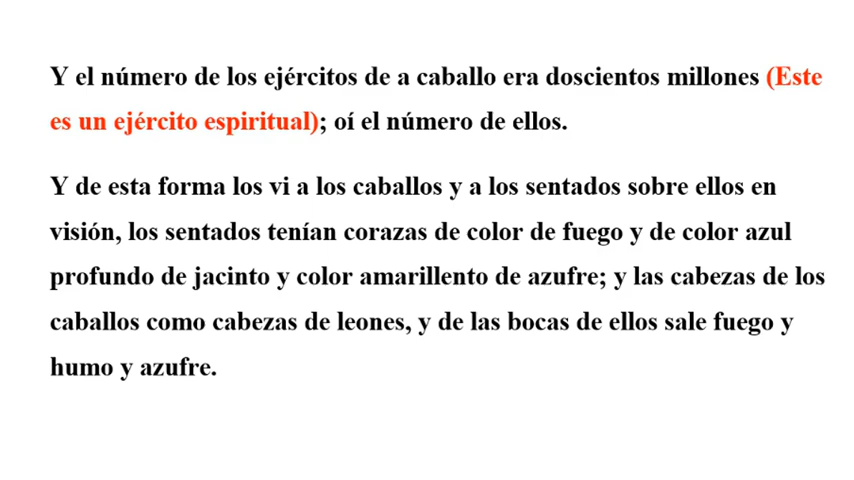 Y el número de los ejércitos de a caballo era doscientos millones (Este
es un ejército espiritual); oí el número de ellos.
Y de esta forma los vi a los caballos y a los sentados sobre ellos en
visión, los sentados tenían corazas de color de fuego y de color azul
profundo de jacinto y color amarillento de azufre; y las cabezas de los
caballos como cabezas de leones, y de las bocas de ellos sale fuego y
humo y azufre.